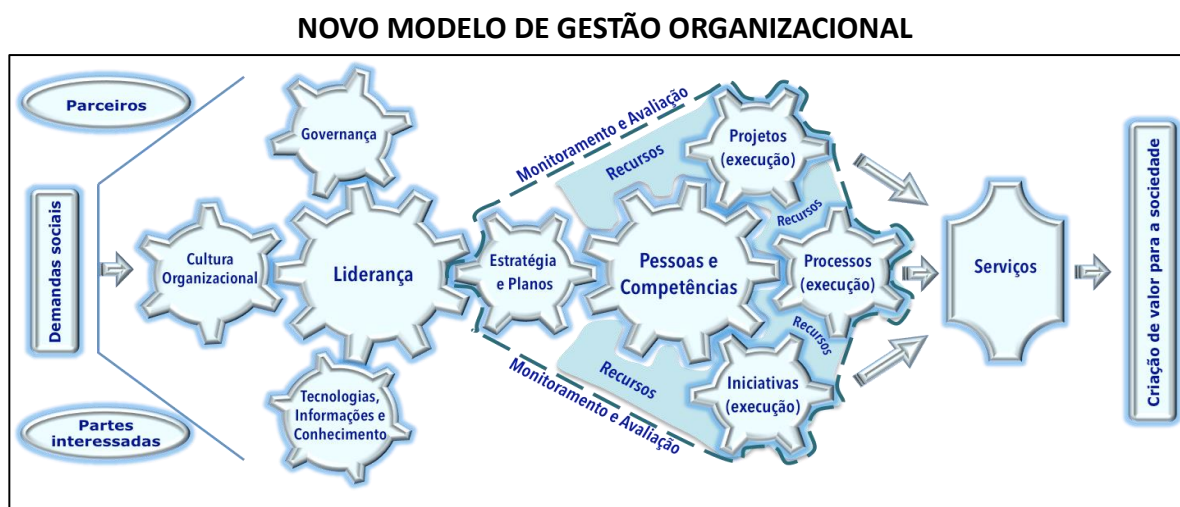 NOVO MODELO DE GESTÃO ORGANIZACIONAL
Parceiros
Demandas sociais
Partes
interessadas
Governança
Cultura
Organizacional
Liderança
Tecnologias,
Informações e
Conhecimento
Estratégia
e Planos
Monitoramento e Avaliação
Recursos
Pessoas e
Competências
Recursos
Monitoramento e Avaliação
Projetos
(execução)
Recursos
Processos
(execução)
Recursos
Iniciativas
(execução)
Serviços
Criação de valor para a sociedade